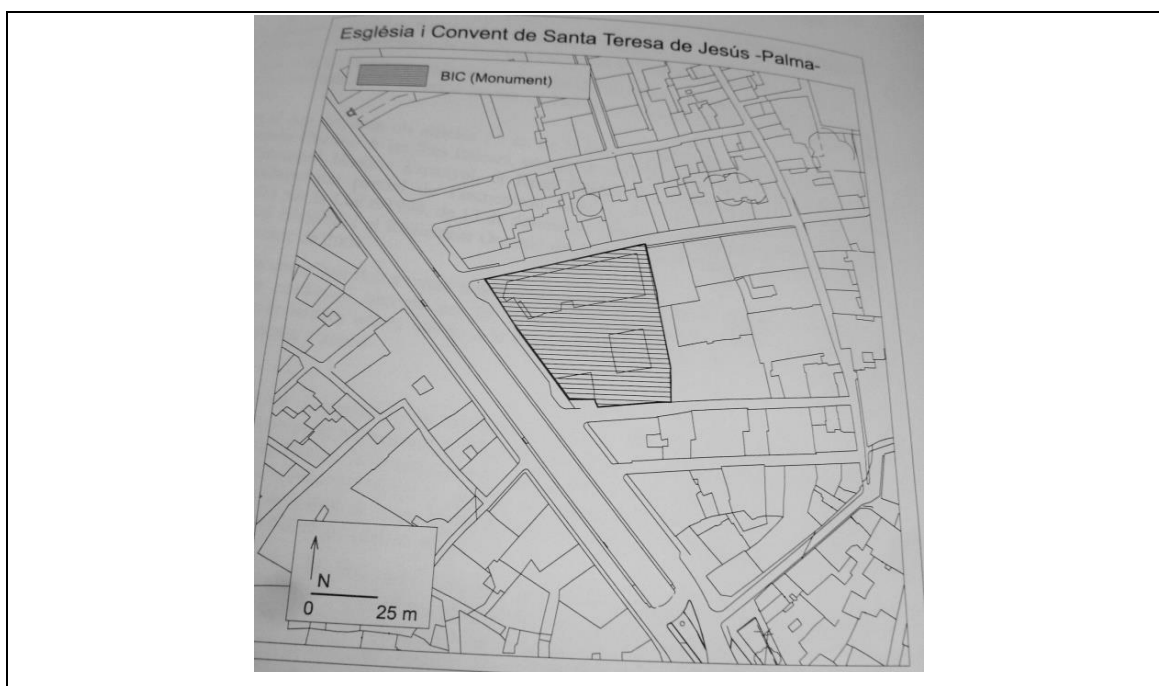 Església i Convent de Santa Teresa de Jesús -Palma-
BIC (Monument)
N
0 25 m